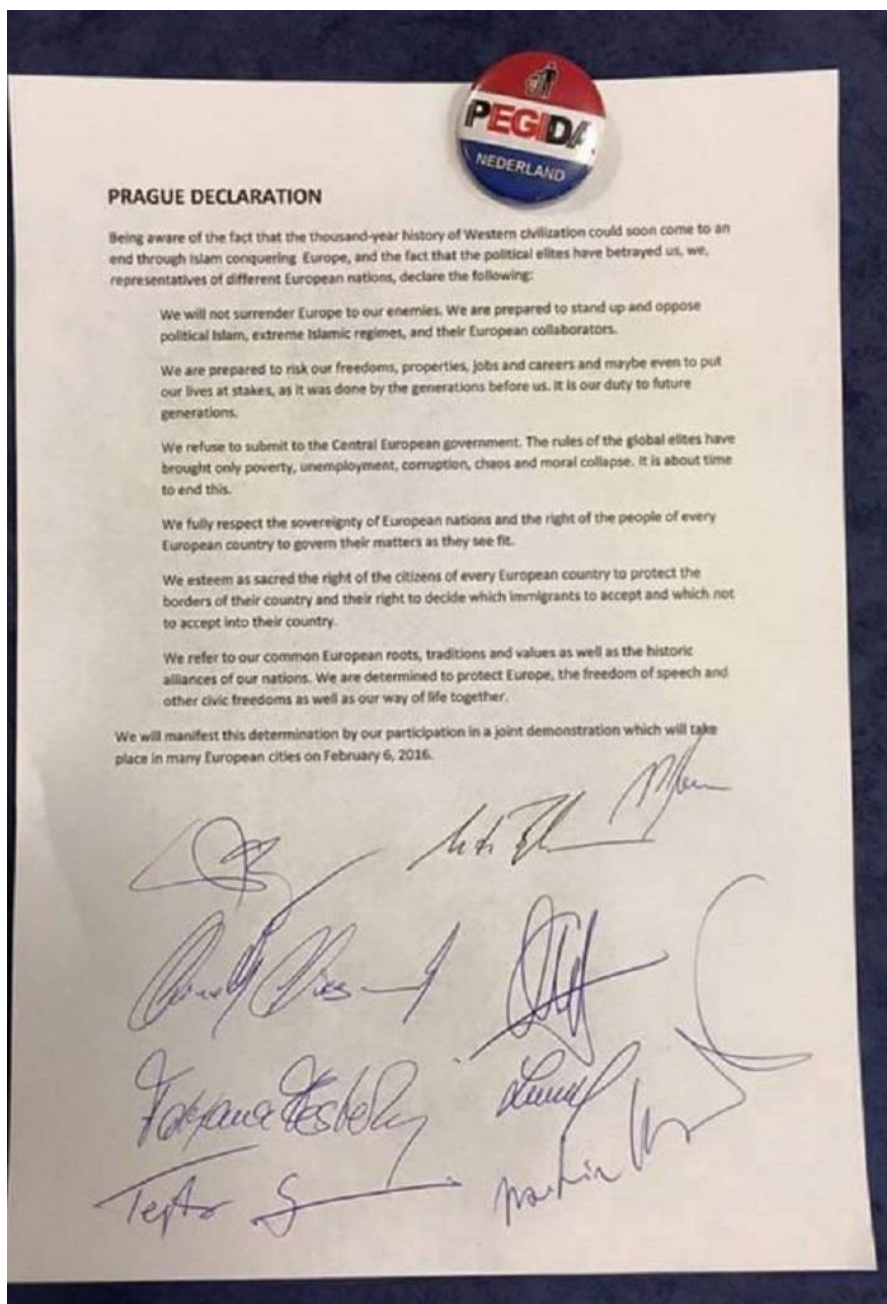 PEGIDA
NEDERLAND
PRAGUE DECLARATION
Being aware of the fact that the thousand-year history of Western civilization could soon come to an
end through Islam conquering Europe, and the fact that the political elites have betrayed us, we,
representatives of different European nations, declare the following:
We will not surrender Europe to our enemies. We are prepared to stand up and oppose
political Islam, extreme Islamic regimes, and their European collaborators.
We are prepared to risk our freedoms, properties, jobs and careers and maybe even to put
our lives at stakes, as it was done by the generations before us. It is our duty to future
generations.
We refuse to submit to the Central European government. The rules of the global elites have
brought only poverty, unemployment, corruption, chaos and moral collapse. It is about time
to end this.
We fully respect the sovereignty of European nations and the right of the people of every
European country to govern their matters as they see fit.
We esteem as sacred the right of the citizens of every European country to protect the
borders of their country and their right to decide which immigrants to accept and which not
to accept into their country.
We refer to our common European roots, traditions and values as well as the historic
alliances of our nations. We are determined to protect Europe, the freedom of speech and
other civic freedoms as well as our way of life together.
We will manifest this determination by our participation in a joint demonstration which will take
place in many European cities on February 6, 2016.